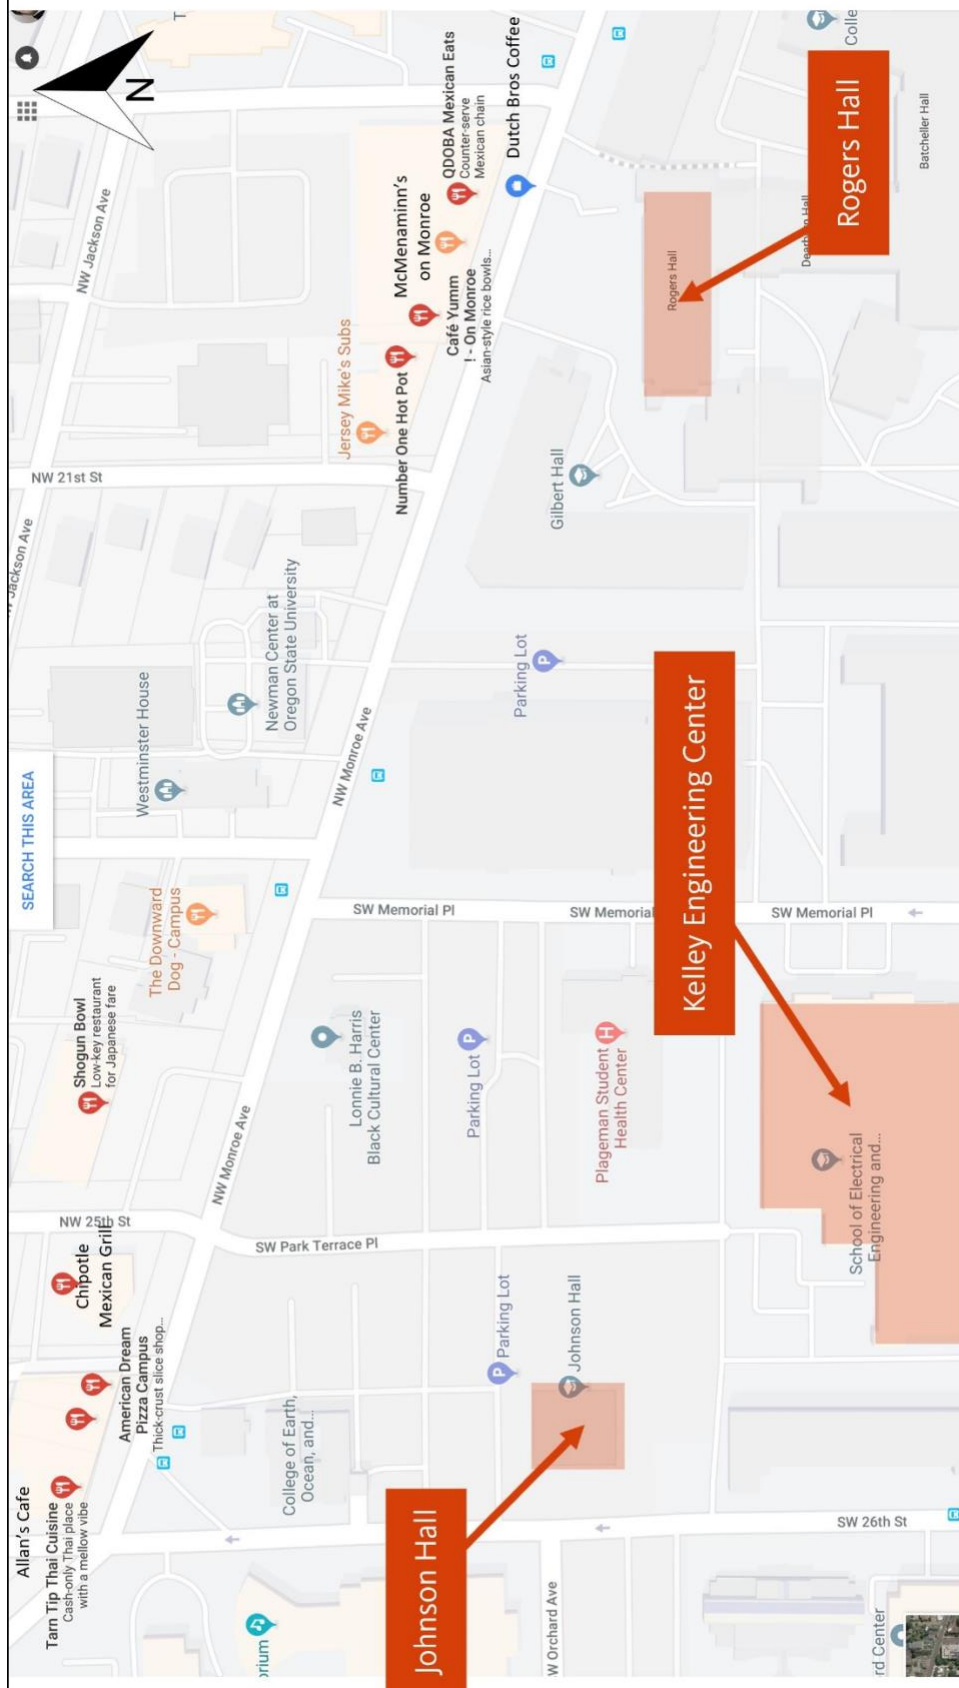 Allan's Cafe
Tarn Tip Thai Cuisine
Cash-only Thai place
with a mellow vibe
American Dream
Pizza Campus
Thick-crust slice shop...
Chipotle
Mexican Grill
NW 25th St
Shogun Bowl
Low-key restaurant
for Japanese fare
SEARCH THIS AREA
The Downward
Dog - Campus
Westminster House
Newman Center at
Oregon State University
Jackson Ave
NW 21st St
NW Jackson Ave
Jersey Mike's Subs
Number One Hot Pot
McMenaminn's
on Monroe
Café Yumm
! - On Monroe
Asian-style rice bowls...
QDOBA Mexican Eats
Counter-serve
Mexican chain
Dutch Bros Coffee
T
N
NW Monroe Ave
NW Monroe Ave
orium
College of Earth,
Ocean, and...
SW Park Terrace Pl
Lonnie B. Harris
Black Cultural Center
SW Memorial Pl
Parking Lot
Parking Lot
Parking Lot
Gilbert Hall
Johnson Hall
Johnson Hall
W Orchard Ave
Plageman Student
H
Health Center
SW Memorial
Kelley Engineering Center
SW Memorial Pl
Rogers Hall
Rogers Hall
Colle
Batcheller Hall
School of Electrical
Engineering and...
SW 26th St
rd Center
P
P
P